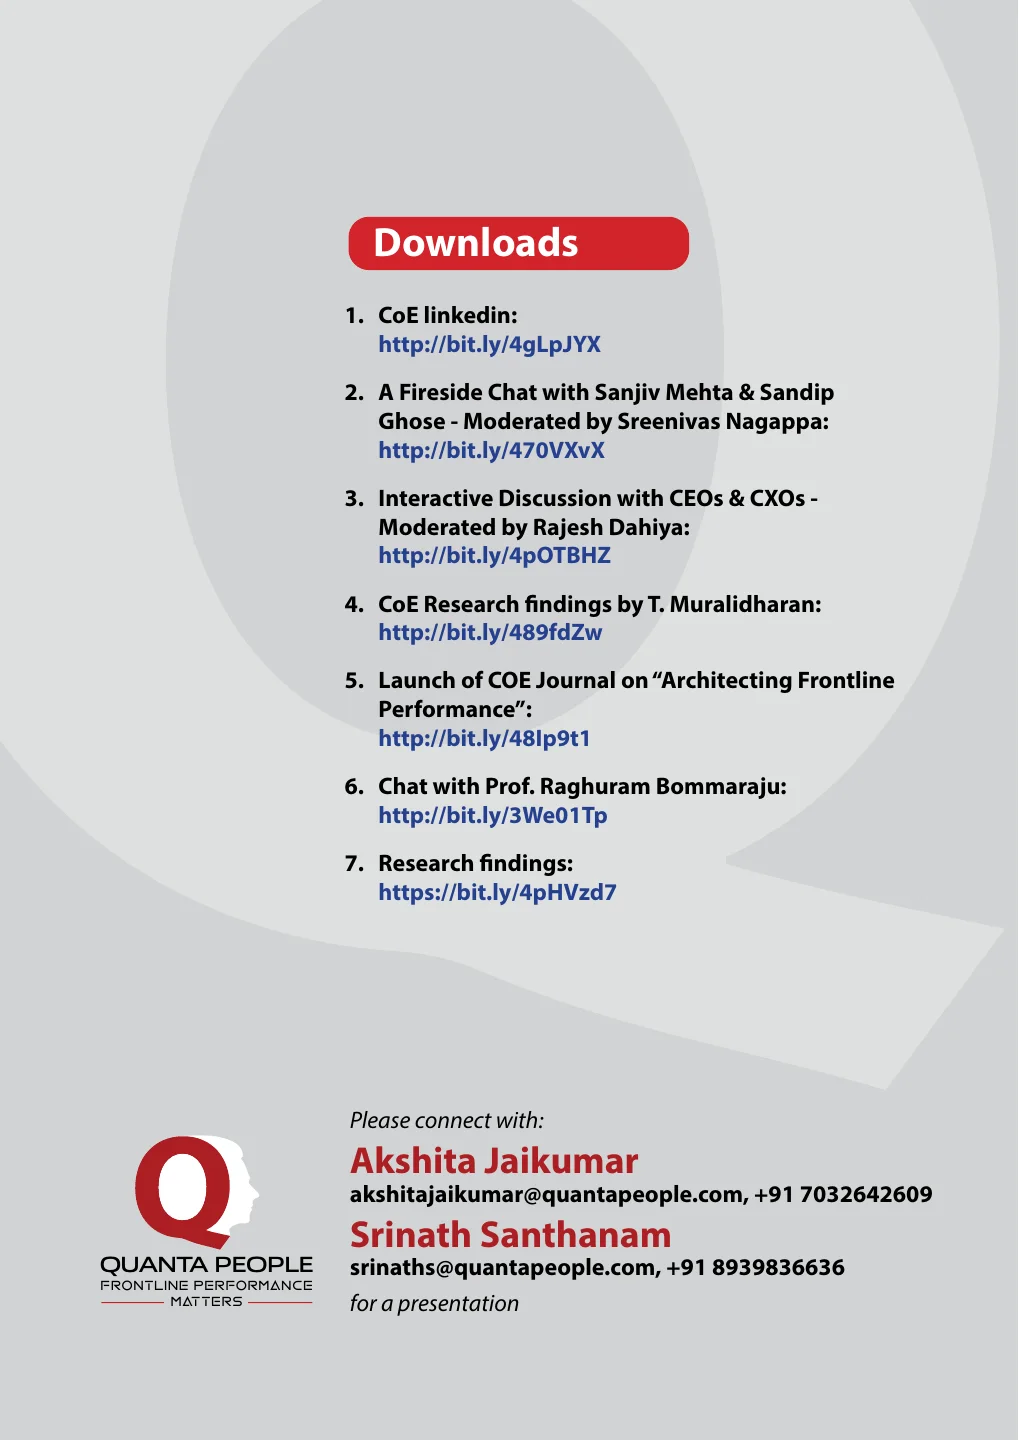 Downloads
1. CoE linkedin:
http://bit.ly/4gLpJYX
2. A Fireside Chat with Sanjiv Mehta & Sandip
Ghose - Moderated by Sreenivas Nagappa:
http://bit.ly/470VXvX
3. Interactive Discussion with CEOs & CXOs -
Moderated by Rajesh Dahiya:
http://bit.ly/4pOTBHZ
4. CoE Research findings by T. Muralidharan:
http://bit.ly/489fdZw
5. Launch of COE Journal on “Architecting Frontline
Performance”:
http://bit.ly/48Ip9t1
6. Chat with Prof. Raghuram Bommaraju:
http://bit.ly/3We01Tp
7. Research findings:
https://bit.ly/4pHVzd7
Please connect with:
Akshita Jaikumar
akshitajaikumar@quantapeople.com, +91 7032642609
Srinath Santhanam
srinaths@quantapeople.com, +91 8939836636
for a presentation
Q
QUANTA PEOPLE
FRONTLINE PERFORMANCE
MATTERS